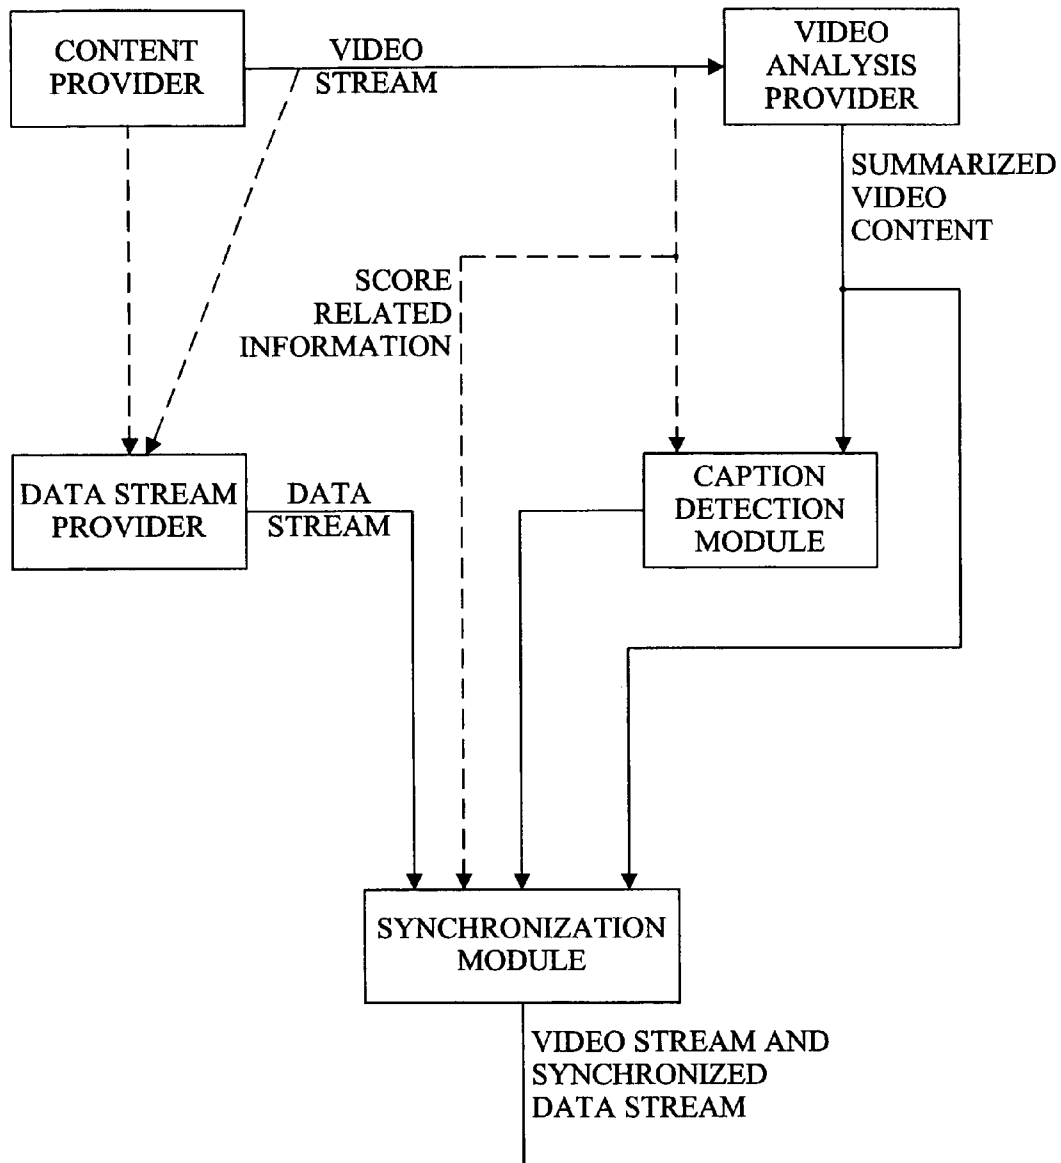 CONTENT
PROVIDER
VIDEO
STREAM
VIDEO
ANALYSIS
PROVIDER
SUMMARIZED
VIDEO
CONTENT
SCORE
RELATED
INFORMATION
DATA STREAM
PROVIDER
DATA
STREAM
CAPTION
DETECTION
MODULE
SYNCHRONIZATION
MODULE
VIDEO STREAM AND
SYNCHRONIZED
DATA STREAM